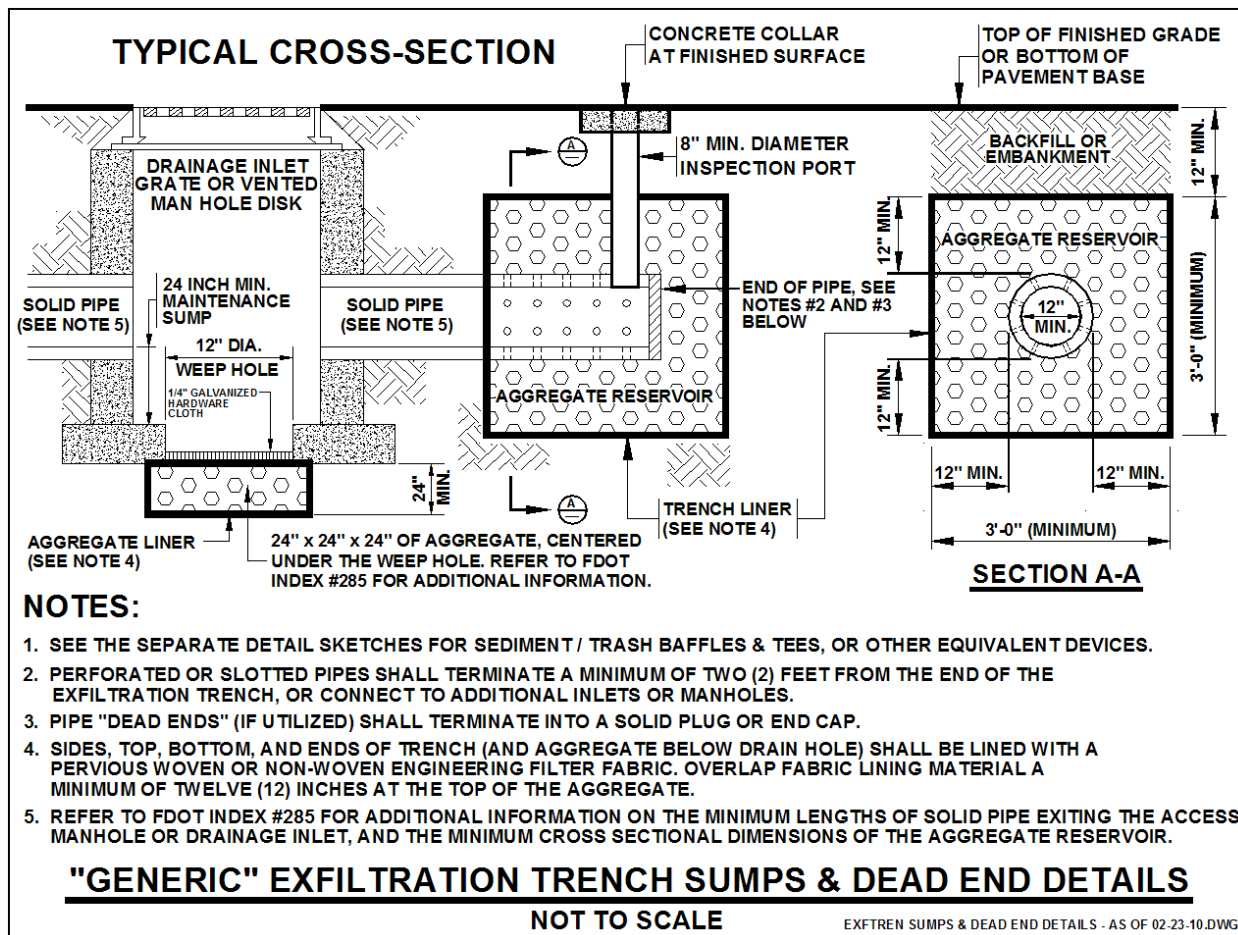 TYPICAL CROSS-SECTION
CONCRETE COLLAR
AT FINISHED SURFACE
TOP OF FINISHED GRADE
OR BOTTOM OF
PAVEMENT BASE
DRAINAGE INLET
GRATE OR VENTED
MAN HOLE DISK
A
8" MIN. DIAMETER
INSPECTION PORT
BACKFILL OR
EMBANKMENT
12" MIN.
SOLID PIPE
(SEE NOTE 5)
24 INCH MIN.
MAINTENANCE
SUMP
12" DIA.
WEEP HOLE
1/4" GALVANIZED
HARDWARE
CLOTH
SOLID PIPE
(SEE NOTE 5)
AGGREGATE RESERVOIR
END OF PIPE, SEE
NOTES #2 AND #3
BELOW
12" MIN.
AGGREGATE RESERVOIR
12"
MIN.
3'-0" (MINIMUM)
12" MIN.
12" MIN.
12" MIN.
3'-0" (MINIMUM)
SECTION A-A
24"
MIN.
A
TRENCH LINER
(SEE NOTE 4)
AGGREGATE LINER
(SEE NOTE 4)
24" x 24" x 24" OF AGGREGATE, CENTERED
UNDER THE WEEP HOLE. REFER TO FDOT
INDEX #285 FOR ADDITIONAL INFORMATION.
NOTES:
1. SEE THE SEPARATE DETAIL SKETCHES FOR SEDIMENT / TRASH BAFFLES & TEES, OR OTHER EQUIVALENT DEVICES.
2. PERFORATED OR SLOTTED PIPES SHALL TERMINATE A MINIMUM OF TWO (2) FEET FROM THE END OF THE
EXFILTRATION TRENCH, OR CONNECT TO ADDITIONAL INLETS OR MANHOLES.
3. PIPE "DEAD ENDS" (IF UTILIZED) SHALL TERMINATE INTO A SOLID PLUG OR END CAP.
4. SIDES, TOP, BOTTOM, AND ENDS OF TRENCH (AND AGGREGATE BELOW DRAIN HOLE) SHALL BE LINED WITH A
PERVIOUS WOVEN OR NON-WOVEN ENGINEERING FILTER FABRIC. OVERLAP FABRIC LINING MATERIAL A
MINIMUM OF TWELVE (12) INCHES AT THE TOP OF THE AGGREGATE.
5. REFER TO FDOT INDEX #285 FOR ADDITIONAL INFORMATION ON THE MINIMUM LENGTHS OF SOLID PIPE EXITING THE ACCESS
MANHOLE OR DRAINAGE INLET, AND THE MINIMUM CROSS SECTIONAL DIMENSIONS OF THE AGGREGATE RESERVOIR.
"GENERIC" EXFILTRATION TRENCH SUMPS & DEAD END DETAILS
NOT TO SCALE
EXFTREN SUMPS & DEAD END DETAILS - AS OF 02-23-10.DWG